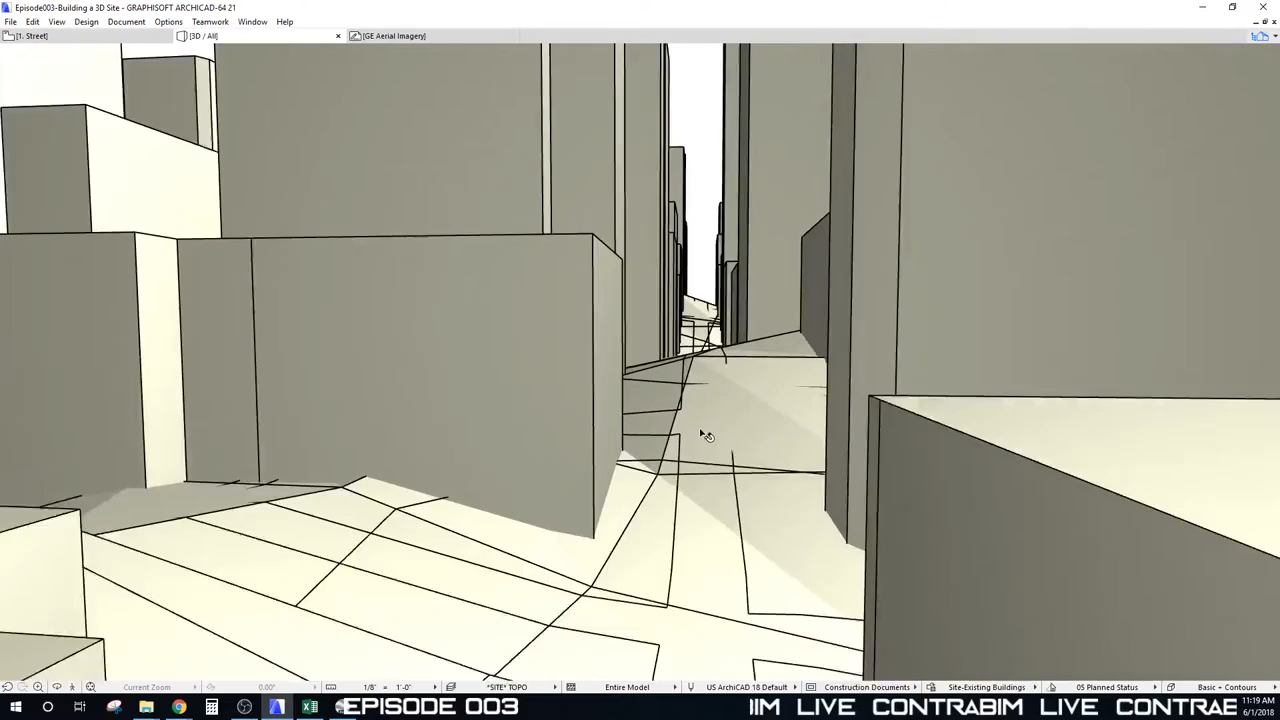 Episode003-Building a 3D Site - GRAPHISOFT ARCHICAD-64 21
File Edit View Design Document Options Teamwork Window Help
[1. Street] [3D / All] [GE Aerial Imagery]
Current Zoom 0.00° 1/8" = 1'-0" *SITE* TOPO Entire Model US ArchiCAD 18 Default Construction Documents Site-Existing Buildings 05 Planned Status Basic + Contours
EPISODE 003 IIM LIVE CONTRABIM LIVE CONTRAE
11:19 AM
6/1/2018